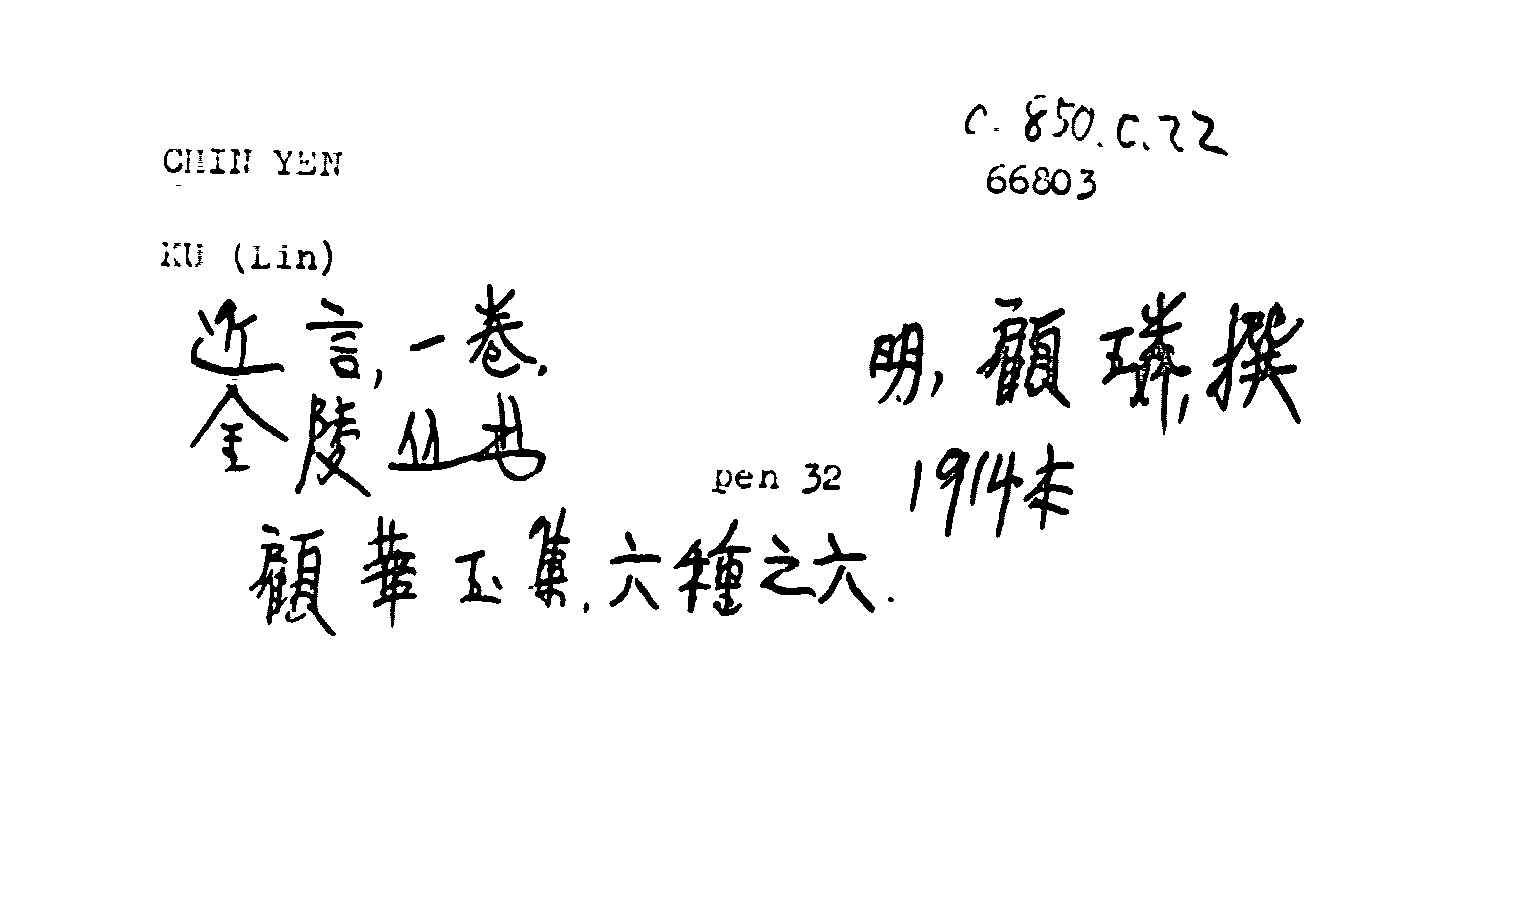 C. 850.C.22
CHIN YEN
66803
KU (Lin)
近言,一卷. 明,顧璘,撰
金陵丛书 pen 32 1914本
顧華玉集,六種之六.